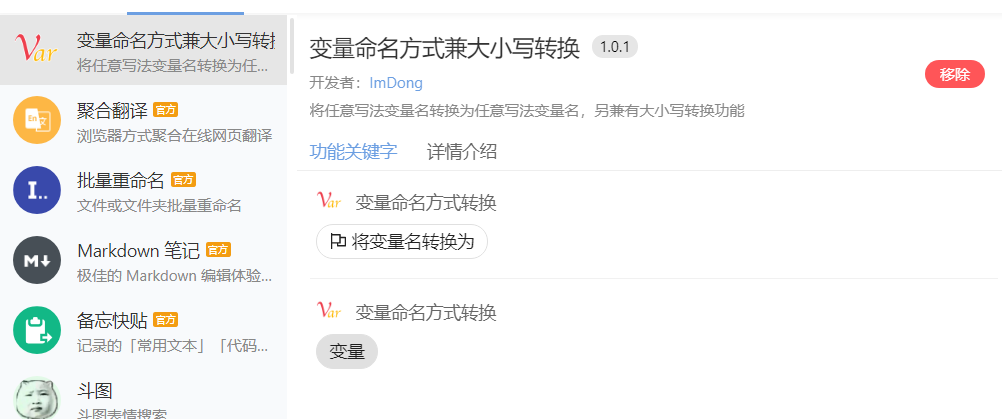 Var
变量命名方式兼大小写转换
将任意写法变量名转换为任...
En
聚合翻译 官方
浏览器方式聚合在线网页翻译
I..
批量重命名 官方
文件或文件夹批量重命名
M
Markdown 笔记 官方
极佳的 Markdown 编辑体验...
备忘快贴 官方
记录的「常用文本」「代码...
斗图
斗图表情搜索
变量命名方式兼大小写转换 1.0.1
开发者：ImDong
移除
将任意写法变量名转换为任意写法变量名，另兼有大小写转换功能
功能关键字 详情介绍
Var 变量命名方式转换
将变量名转换为
Var 变量命名方式转换
变量